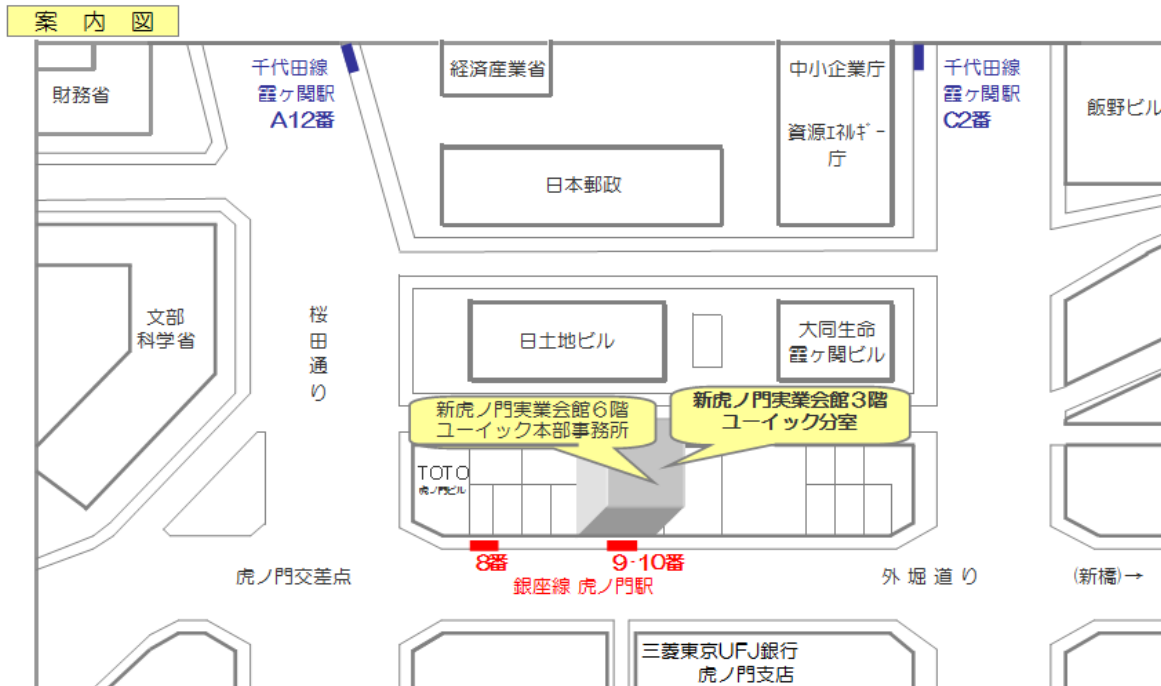 案 内 図
千代田線
霞ヶ関駅
A12番
経済産業省
中小企業庁
資源ｴﾈﾙｷﾞｰ
庁
千代田線
霞ヶ関駅
C2番
飯野ビル
財務省
日本郵政
文部
科学省
桜田通り
日土地ビル
大同生命
霞ヶ関ビル
新虎ノ門実業会館６階
ユーイック本部事務所
新虎ノ門実業会館３階
ユーイック分室
TOTO
虎ノ門ビル
8番
9･10番
銀座線 虎ノ門駅
虎ノ門交差点
外 堀 道 り
(新橋)→
三菱東京UFJ銀行
虎ノ門支店